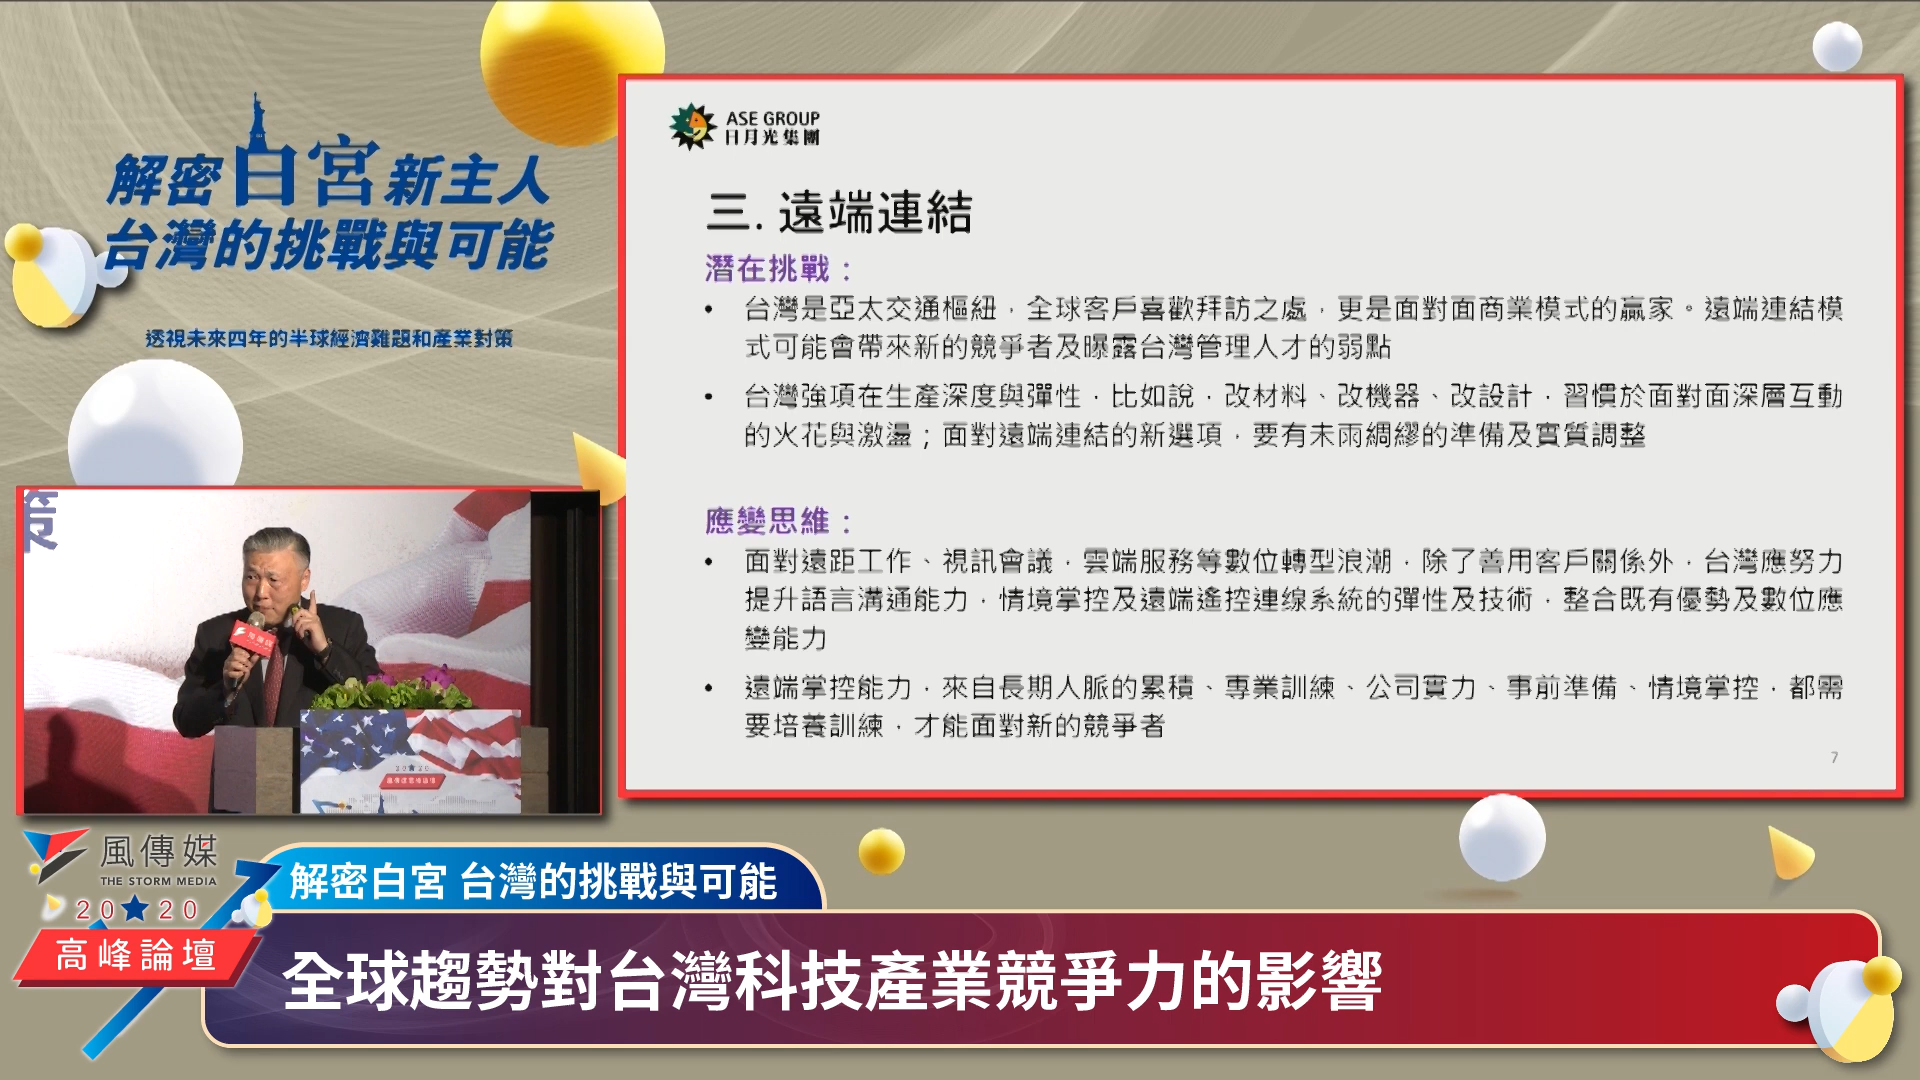 解密白宮新主人
台灣的挑戰與可能
透視未來四年的半球經濟難題和產業對策
ASE GROUP
日月光集團
三. 遠端連結
潛在挑戰：
• 台灣是亞太交通樞紐，全球客戶喜歡拜訪之處，更是面對面商業模式的贏家。遠端連結模
式可能會帶來新的競爭者及曝露台灣管理人才的弱點
• 台灣強項在生產深度與彈性，比如說，改材料、改機器、改設計，習慣於面對面深層互動
的火花與激盪；面對遠端連結的新選項，要有未雨綢繆的準備及實質調整
應變思維：
• 面對遠距工作、視訊會議，雲端服務等數位轉型浪潮，除了善用客戶關係外，台灣應努力
提升語言溝通能力，情境掌控及遠端遙控連線系統的彈性及技術，整合既有優勢及數位應
變能力
• 遠端掌控能力，來自長期人脈的累積、專業訓練、公司實力、事前準備、情境掌控，都需
要培養訓練，才能面對新的競爭者
7
策
風傳媒
2020
風傳媒
THE STORM MEDIA
20★20
高峰論壇
解密白宮 台灣的挑戰與可能
全球趨勢對台灣科技產業競爭力的影響